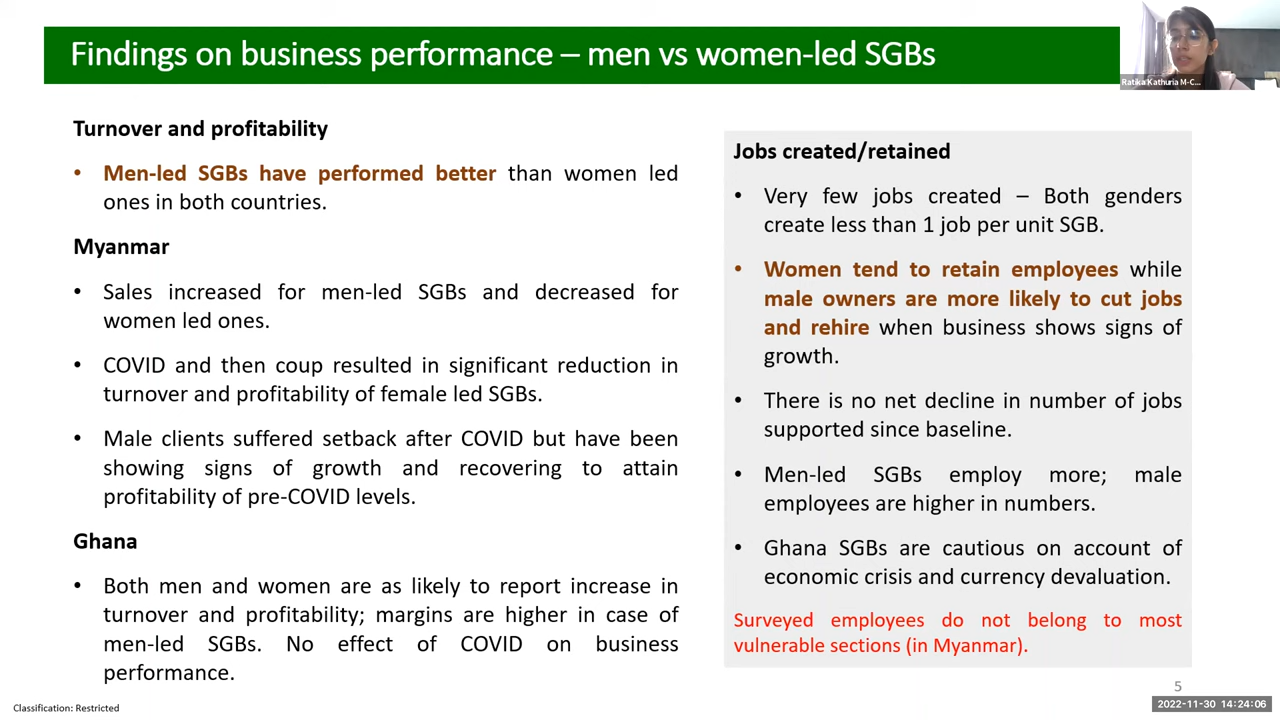 Findings on business performance – men vs women-led SGBs
Ratika Kathuria M-C...
Turnover and profitability
• Men-led SGBs have performed better than women led
ones in both countries.
Myanmar
• Sales increased for men-led SGBs and decreased for
women led ones.
• COVID and then coup resulted in significant reduction in
turnover and profitability of female led SGBs.
• Male clients suffered setback after COVID but have been
showing signs of growth and recovering to attain
profitability of pre-COVID levels.
Ghana
• Both men and women are as likely to report increase in
turnover and profitability; margins are higher in case of
men-led SGBs. No effect of COVID on business
performance.
Jobs created/retained
• Very few jobs created – Both genders
create less than 1 job per unit SGB.
• Women tend to retain employees while
male owners are more likely to cut jobs
and rehire when business shows signs of
growth.
• There is no net decline in number of jobs
supported since baseline.
• Men-led SGBs employ more; male
employees are higher in numbers.
• Ghana SGBs are cautious on account of
economic crisis and currency devaluation.
Surveyed employees do not belong to most
vulnerable sections (in Myanmar).
5
Classification: Restricted
2022-11-30 14:24:06